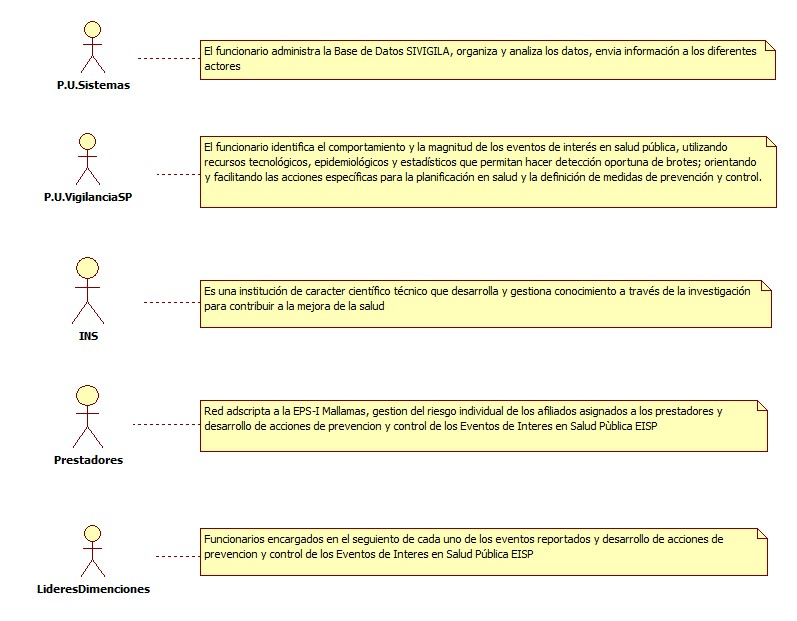 El funcionario administra la Base de Datos SIVIGILA, organiza y analiza los datos, envia información a los diferentes
actores
P.U.Sistemas
El funcionario identifica el comportamiento y la magnitud de los eventos de interés en salud pública, utilizando
recursos tecnológicos, epidemiológicos y estadísticos que permitan hacer detección oportuna de brotes; orientando
y facilitando las acciones específicas para la planificación en salud y la definición de medidas de prevención y control.
P.U.VigilanciaSP
Es una institución de caracter científico técnico que desarrolla y gestiona conocimiento a través de la investigación
para contribuir a la mejora de la salud
INS
Red adscripta a la EPS-I Mallamas, gestion del riesgo individual de los afiliados asignados a los prestadores y
desarrollo de acciones de prevencion y control de los Eventos de Interes en Salud Pùblica EISP
Prestadores
Funcionarios encargados en el seguiento de cada uno de los eventos reportados y desarrollo de acciones de
prevencion y control de los Eventos de Interes en Salud Pública EISP
LideresDimenciones